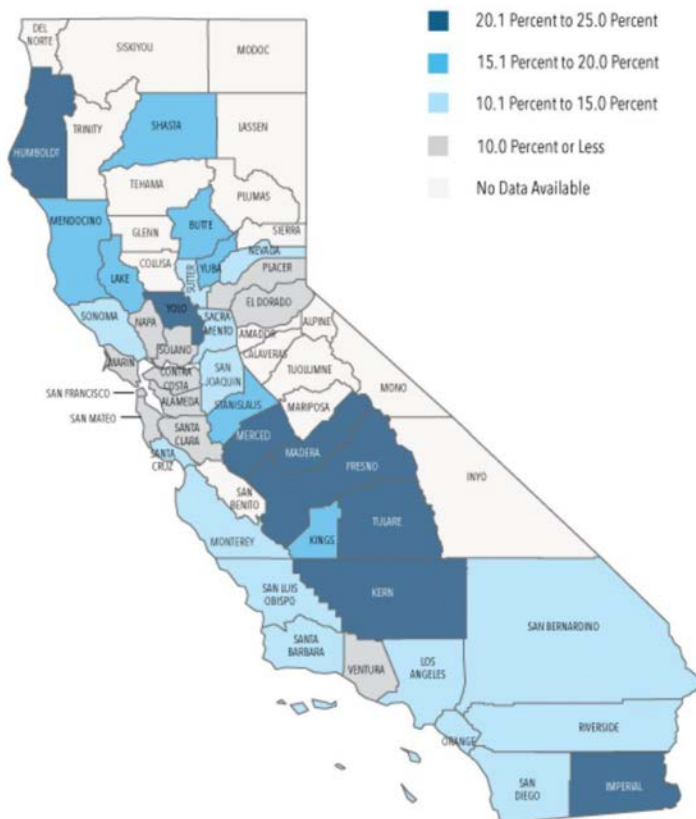 20.1 Percent to 25.0 Percent
15.1 Percent to 20.0 Percent
10.1 Percent to 15.0 Percent
10.0 Percent or Less
No Data Available
DEL
NORTE
SISKIYOU
MODOC
HUMBOLDT
TRINITY
SHASTA
LASSEN
TEHAMA
PLUMAS
MENDOCINO
GLENN
BUTTE
SIERRA
NEVADA
PLACER
LAKE
COLUSA
SUTTER
YUBA
EL DORADO
SONOMA
NAPA
YOLO
SACRA
MENTO
AMADOR
ALPINE
SOLANO
CALAVERAS
MARIN
CONTRA
COSTA
SAN
JOAQUIN
TUOLUMNE
MONO
SAN FRANCISCO
ALAMEDA
STANISLAUS
MARIPOSA
SAN MATEO
SANTA
CLARA
MERCED
MADERA
SANTA
CRUZ
FRESNO
INYO
SAN
BENITO
TULARE
MONTEREY
KINGS
SAN LUIS
OBISPO
KERN
SAN BERNARDINO
SANTA
BARBARA
VENTURA
LOS
ANGELES
ORANGE
RIVERSIDE
SAN
DIEGO
IMPERIAL